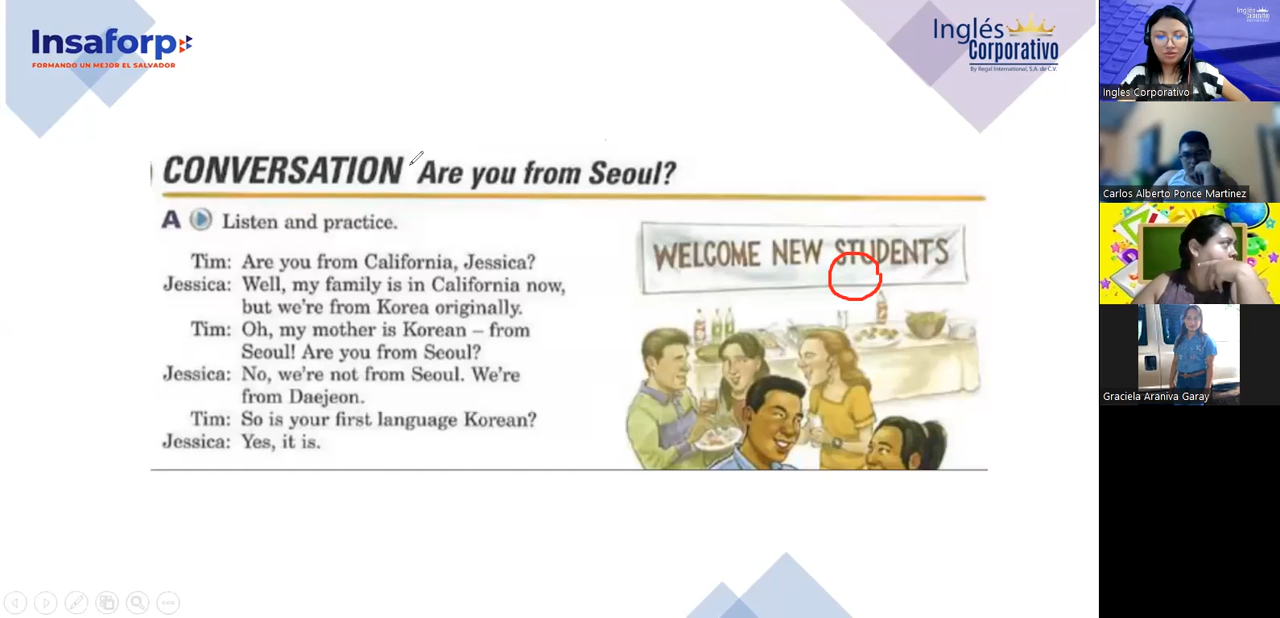 Insaforp
FORMANDO UN MEJOR EL SALVADOR
Inglés
Corporativo
By Regal International, S.A. de C.V.
CONVERSATION Are you from Seoul?
A Listen and practice.
Tim: Are you from California, Jessica?
Jessica: Well, my family is in California now,
but we're from Korea originally.
Tim: Oh, my mother is Korean – from
Seoul! Are you from Seoul?
Jessica: No, we're not from Seoul. We're
from Daejeon.
Tim: So is your first language Korean?
Jessica: Yes, it is.
WELCOME NEW STUDENTS
Inglés
Corporativo
Ingles Corporativo
Carlos Alberto Ponce Martinez
Graciela Araniva Garay